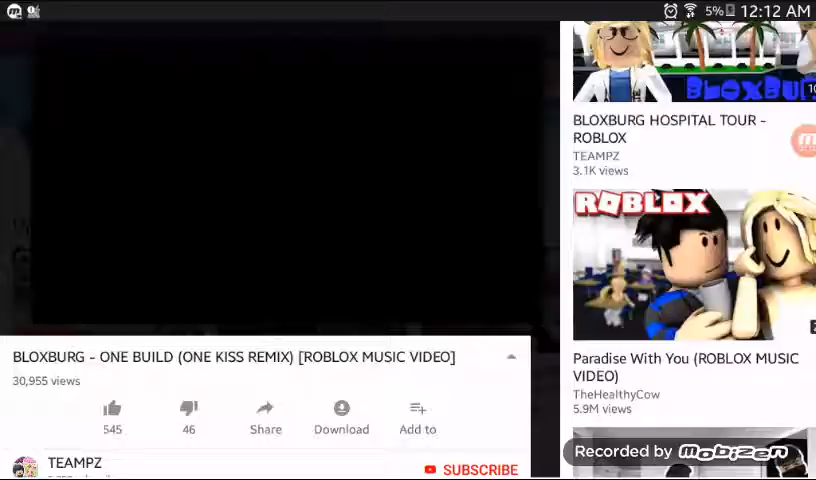 5% 12:12 AM
BLOXBURG
10
BLOXBURG HOSPITAL TOUR -
ROBLOX
TEAMPZ
3.1K views
ROBLOX
BLOXBURG - ONE BUILD (ONE KISS REMIX) [ROBLOX MUSIC VIDEO]
30,955 views
545
46
Share
Download
Add to
TEAMPZ
SUBSCRIBE
Paradise With You (ROBLOX MUSIC
VIDEO)
TheHealthyCow
5.9M views
Recorded by mobizen